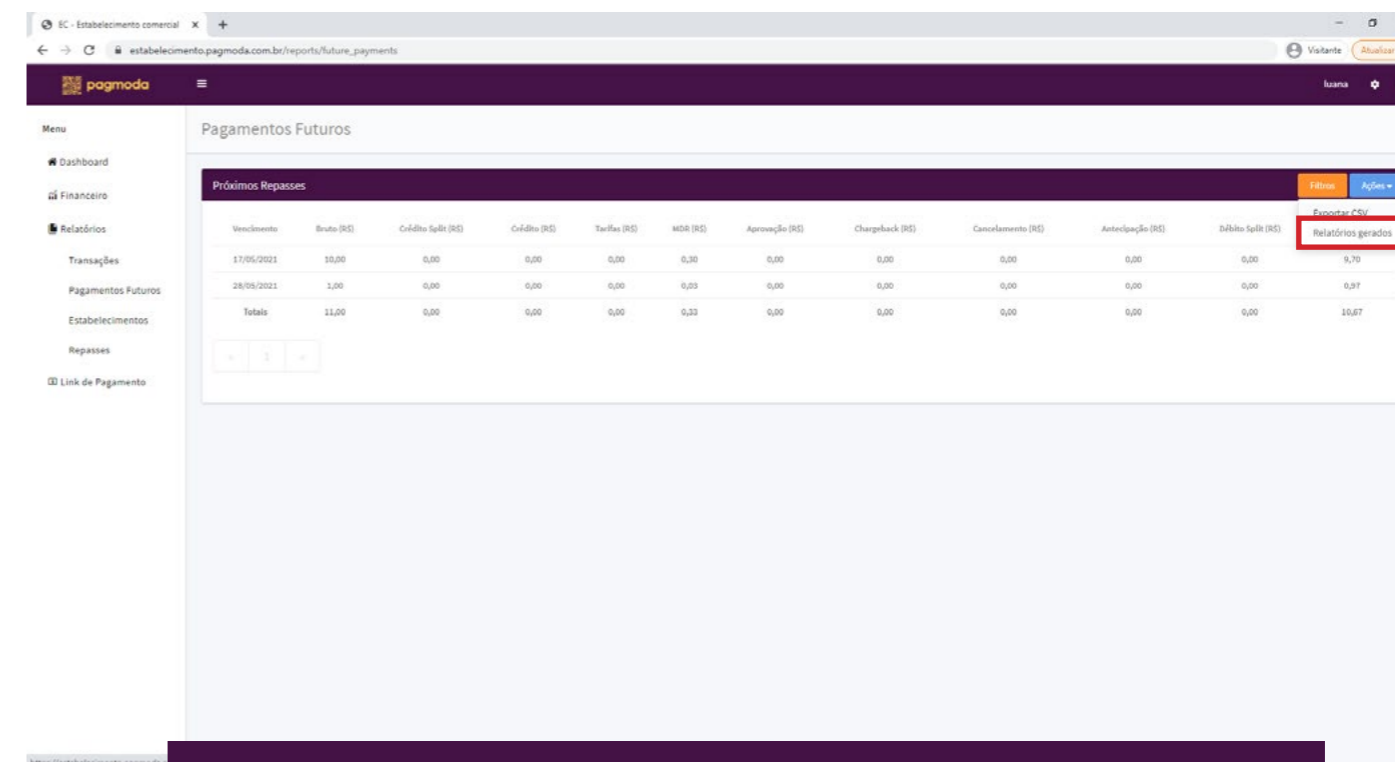 EC - Estabelecimento comercial
estabelecimento.pagmoda.com.br/reports/future_payments
Visitante Atualizar
pagmoda
luana
Menu
Dashboard
Financeiro
Relatórios
Transações
Pagamentos Futuros
Estabelecimentos
Repasses
Link de Pagamento
Pagamentos Futuros
Próximos Repasses
Filtros Ações
Exportar CSV
Relatórios gerados
Vencimento Bruto (R$) Crédito Split (R$) Crédito (R$) Tarifas (R$) MDR (R$) Aprovação (R$) Chargeback (R$) Cancelamento (R$) Antecipação (R$) Débito Split (R$)
17/05/2021 10,00 0,00 0,00 0,00 0,30 0,00 0,00 0,00 0,00 0,00 9,70
28/05/2021 1,00 0,00 0,00 0,00 0,03 0,00 0,00 0,00 0,00 0,00 0,97
Totais 11,00 0,00 0,00 0,00 0,33 0,00 0,00 0,00 0,00 0,00 10,67
« 1 »